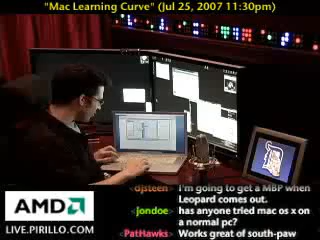 "Mac Learning Curve" (Jul 25, 2007 11:30pm)
<djsteen> I'm going to get a MBP when
Leopard comes out.
<jondoe> has anyone tried mac os x on
a normal pc?
<PatHawks> Works great of south-paw
AMD
LIVE.PIRILLO.COM